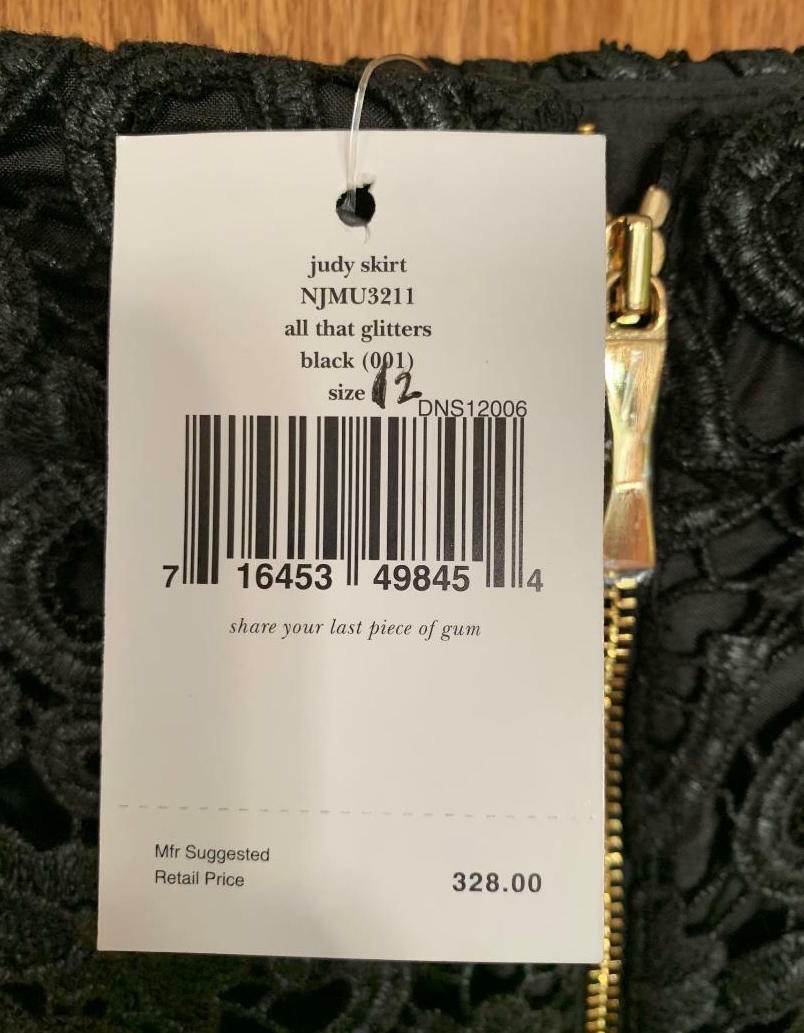 judy skirt
NJMU3211
all that glitters
black (001)
size 12
DNS12006
7 16453 49845 4
share your last piece of gum
Mfr Suggested
Retail Price
328.00